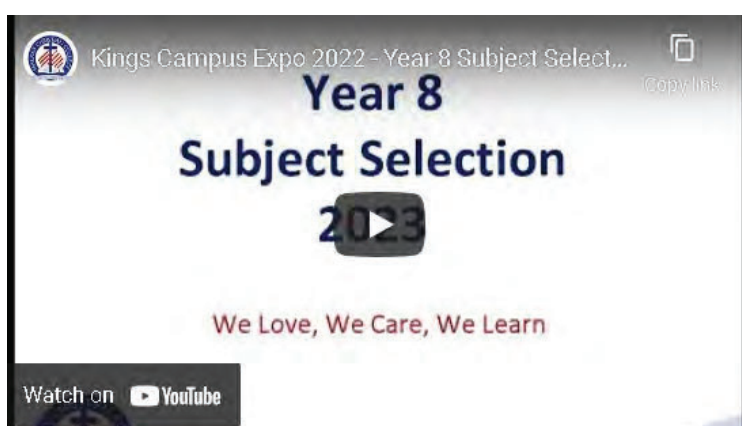 Kings Campus Expo 2022 - Year 8 Subject Select...
Copy link
Year 8
Subject Selection
2023
We Love, We Care, We Learn
Watch on YouTube